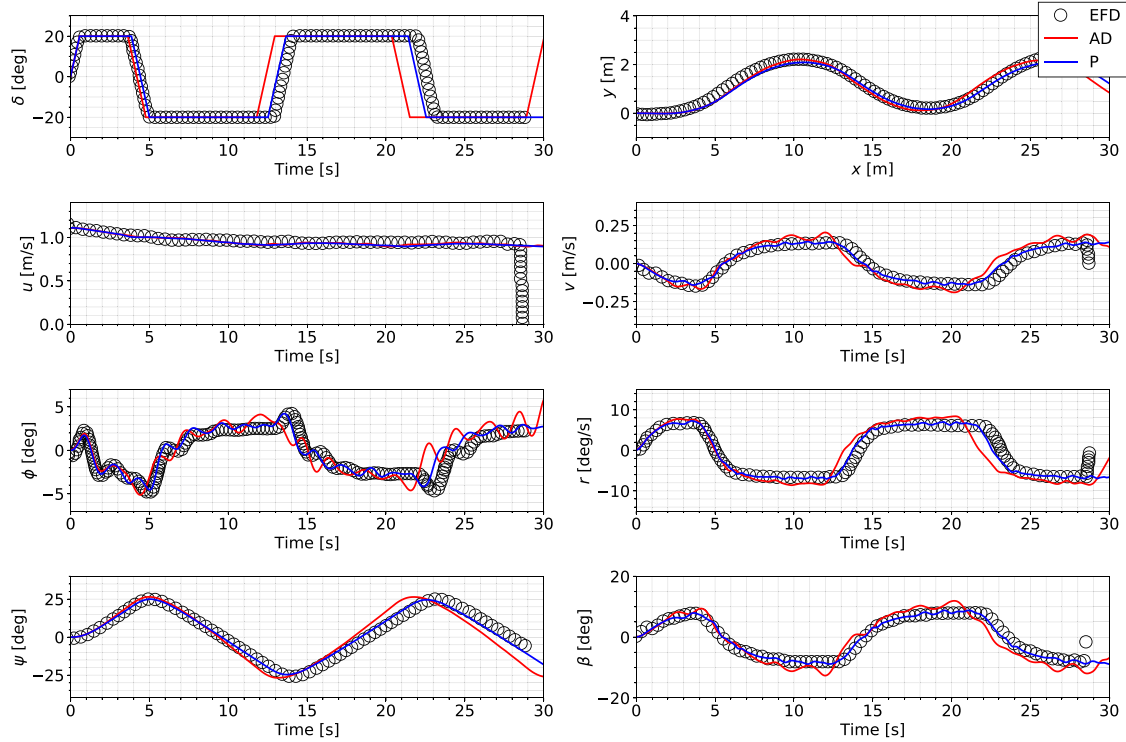 20
0
−20
δ [deg]
0 5 10 15 20 25 30
Time [s]
4
2
0
y [m]
0 5 10 15 20 25 30
x [m]
EFD
AD
P
1.0
0.5
0.0
u [m/s]
0 5 10 15 20 25 30
Time [s]
0.25
0.00
−0.25
v [m/s]
0 5 10 15 20 25 30
Time [s]
5
0
−5
ϕ [deg]
0 5 10 15 20 25 30
Time [s]
10
0
−10
r [deg/s]
0 5 10 15 20 25 30
Time [s]
25
0
−25
ψ [deg]
0 5 10 15 20 25 30
Time [s]
20
10
0
−10
−20
β [deg]
0 5 10 15 20 25 30
Time [s]